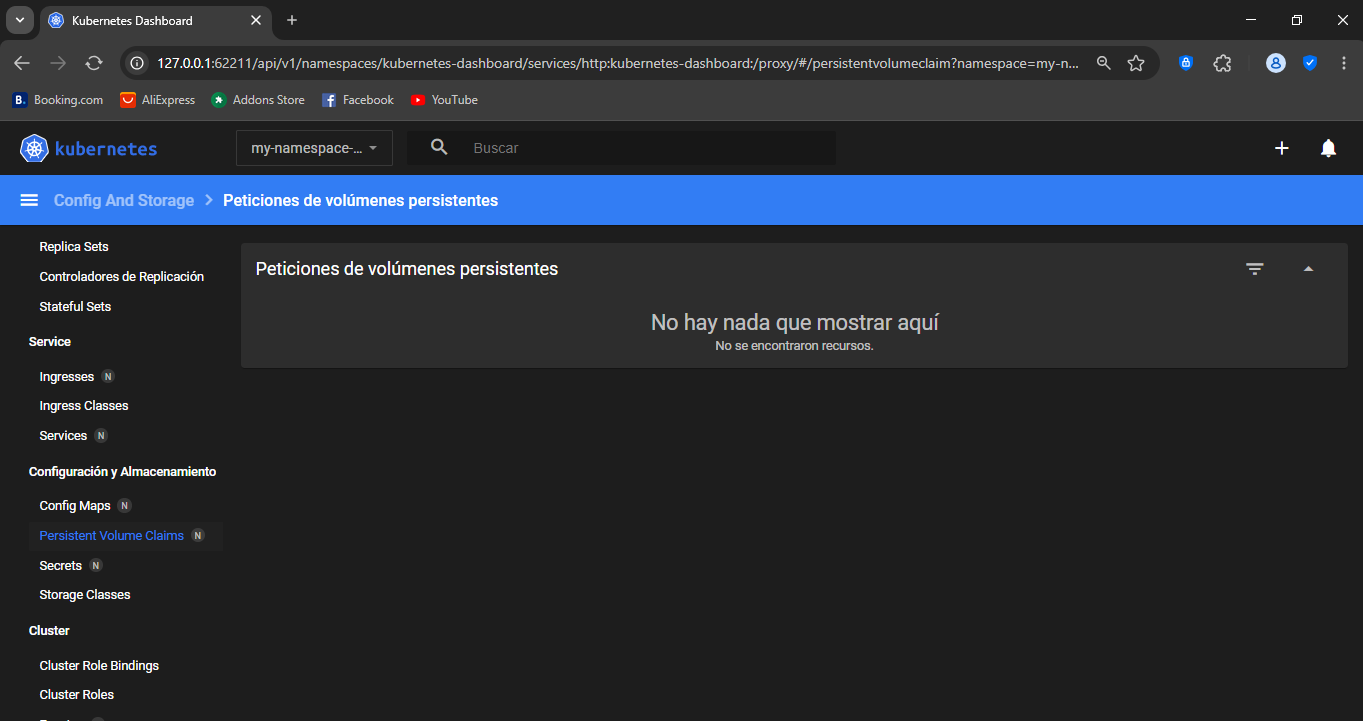 Kubernetes Dashboard
127.0.0.1:62211/api/v1/namespaces/kubernetes-dashboard/services/http:kubernetes-dashboard:/proxy/#/persistentvolumeclaim?namespace=my-n...
B. Booking.com AliExpress Addons Store Facebook YouTube
kubernetes my-namespace-... Buscar
Config And Storage > Peticiones de volúmenes persistentes
Replica Sets
Controladores de Replicación
Stateful Sets
Service
Ingresses N
Ingress Classes
Services N
Configuración y Almacenamiento
Config Maps N
Persistent Volume Claims N
Secrets N
Storage Classes
Cluster
Cluster Role Bindings
Cluster Roles
Peticiones de volúmenes persistentes
No hay nada que mostrar aquí
No se encontraron recursos.